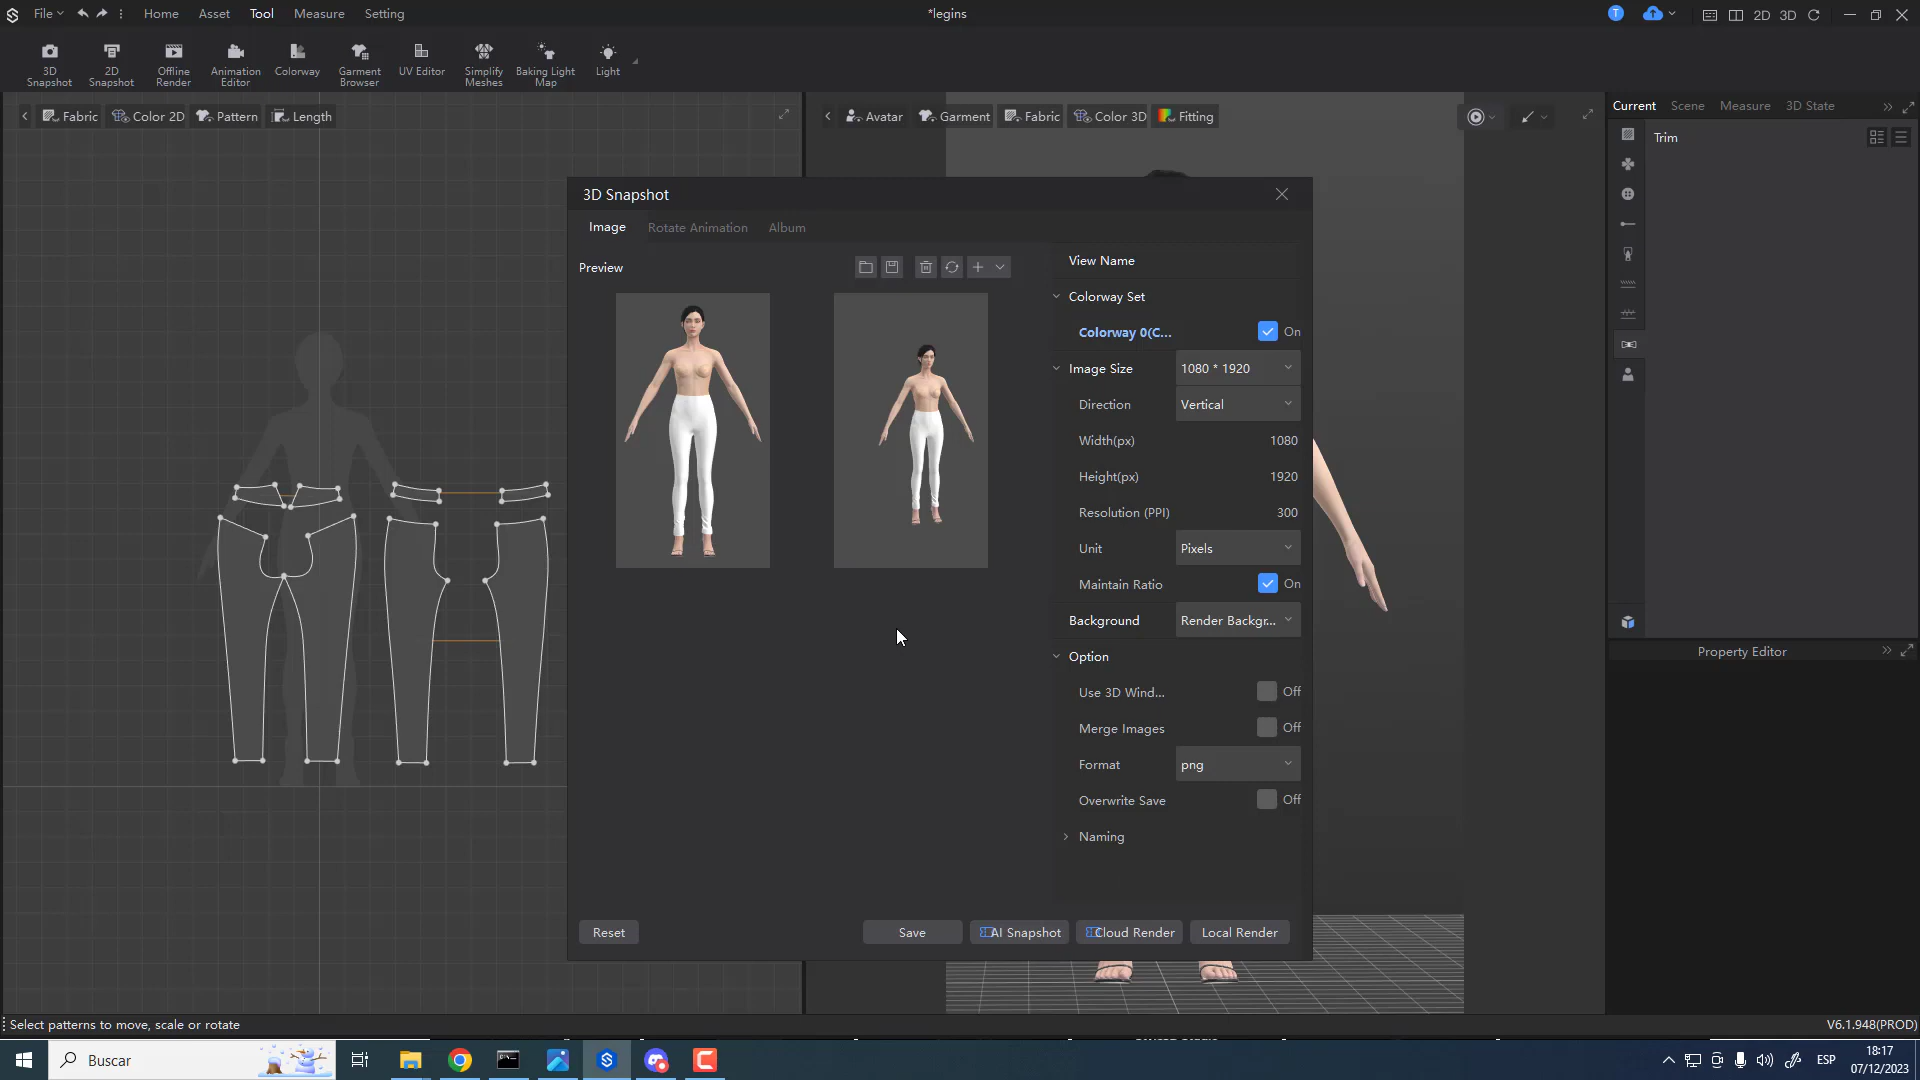 File
Home
Asset
Tool
Measure
Setting
*legins
T
2D
3D
3D Snapshot
2D Snapshot
Offline Render
Animation Editor
Colorway
Garment Browser
UV Editor
Simplify Meshes
Baking Light Map
Light
Fabric
Color 2D
Pattern
Length
Avatar
Garment
Fabric
Color 3D
Fitting
Current
Scene
Measure
3D State
Trim
3D Snapshot
Image
Rotate Animation
Album
Preview
View Name
Colorway Set
Colorway 0(C...
On
Image Size
1080 * 1920
Direction
Vertical
Width(px)
1080
Height(px)
1920
Resolution (PPI)
300
Unit
Pixels
Maintain Ratio
On
Background
Render Backgr...
Option
Use 3D Wind...
Off
Merge Images
Off
Format
png
Overwrite Save
Off
Naming
Reset
Save
AI Snapshot
Cloud Render
Local Render
Property Editor
Select patterns to move, scale or rotate
V6.1.948(PROD)
Buscar
ESP
18:17
07/12/2023